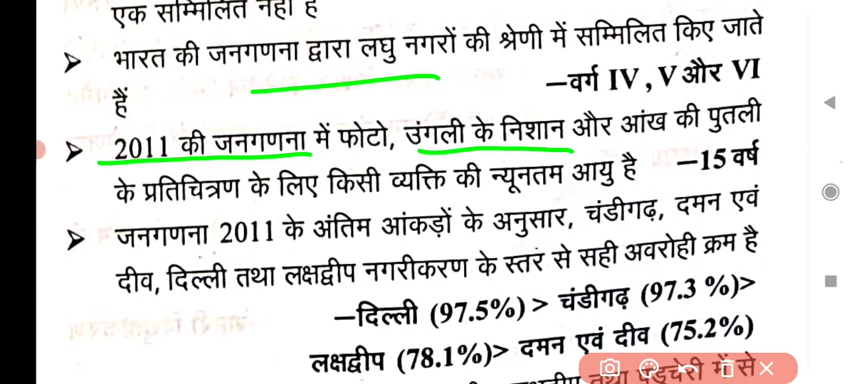 एक सम्मिलित नहीं है
➤ भारत की जनगणना द्वारा लघु नगरों की श्रेणी में सम्मिलित किए जाते
हैं –वर्ग IV , V और VI
➤ 2011 की जनगणना में फोटो, उंगली के निशान और आंख की पुतली
के प्रतिचित्रण के लिए किसी व्यक्ति की न्यूनतम आयु है –15 वर्ष
➤ जनगणना 2011 के अंतिम आंकड़ों के अनुसार, चंडीगढ़, दमन एवं
दीव, दिल्ली तथा लक्षद्वीप नगरीकरण के स्तर से सही अवरोही क्रम है
–दिल्ली (97.5%) > चंडीगढ़ (97.3 %)>
लक्षद्वीप (78.1%)> दमन एवं दीव (75.2%)
तथा पुडुचेरी में से